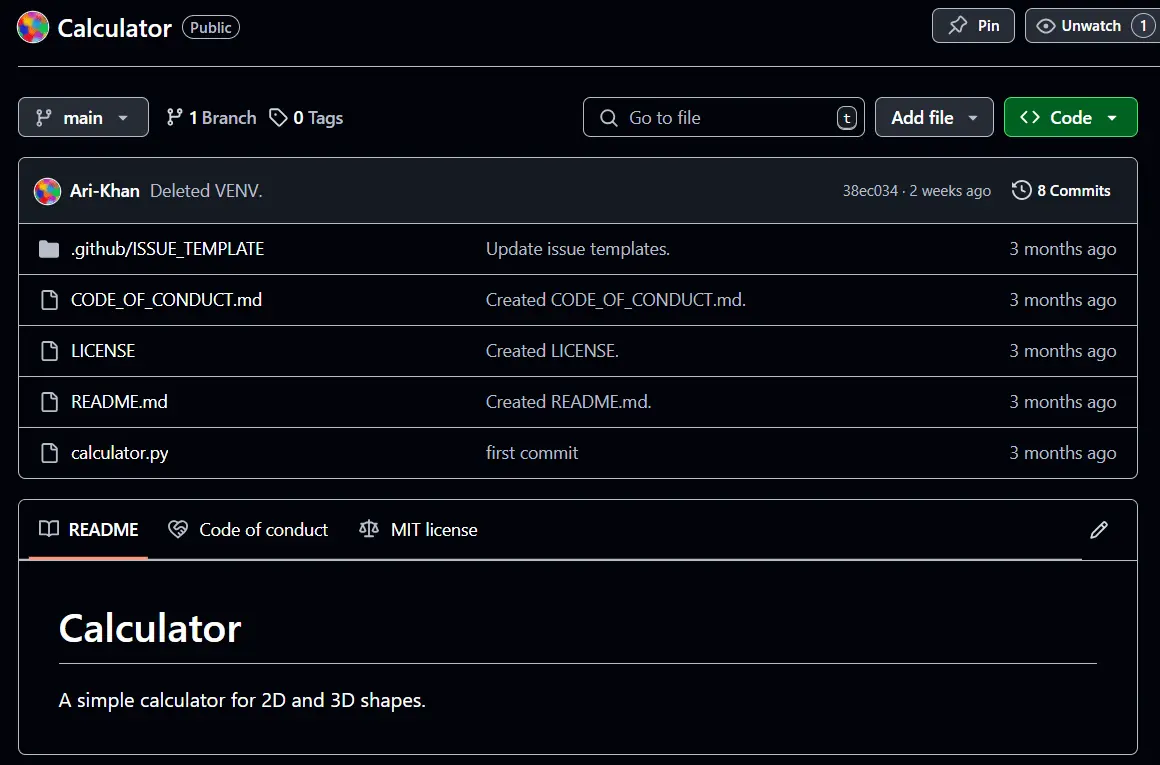 Calculator Public Pin Unwatch 1
main 1 Branch 0 Tags Go to file t Add file Code
Ari-Khan Deleted VENV. 38ec034 · 2 weeks ago 8 Commits
.github/ISSUE_TEMPLATE Update issue templates. 3 months ago
CODE_OF_CONDUCT.md Created CODE_OF_CONDUCT.md. 3 months ago
LICENSE Created LICENSE. 3 months ago
README.md Created README.md. 3 months ago
calculator.py first commit 3 months ago
README Code of conduct MIT license
Calculator
A simple calculator for 2D and 3D shapes.